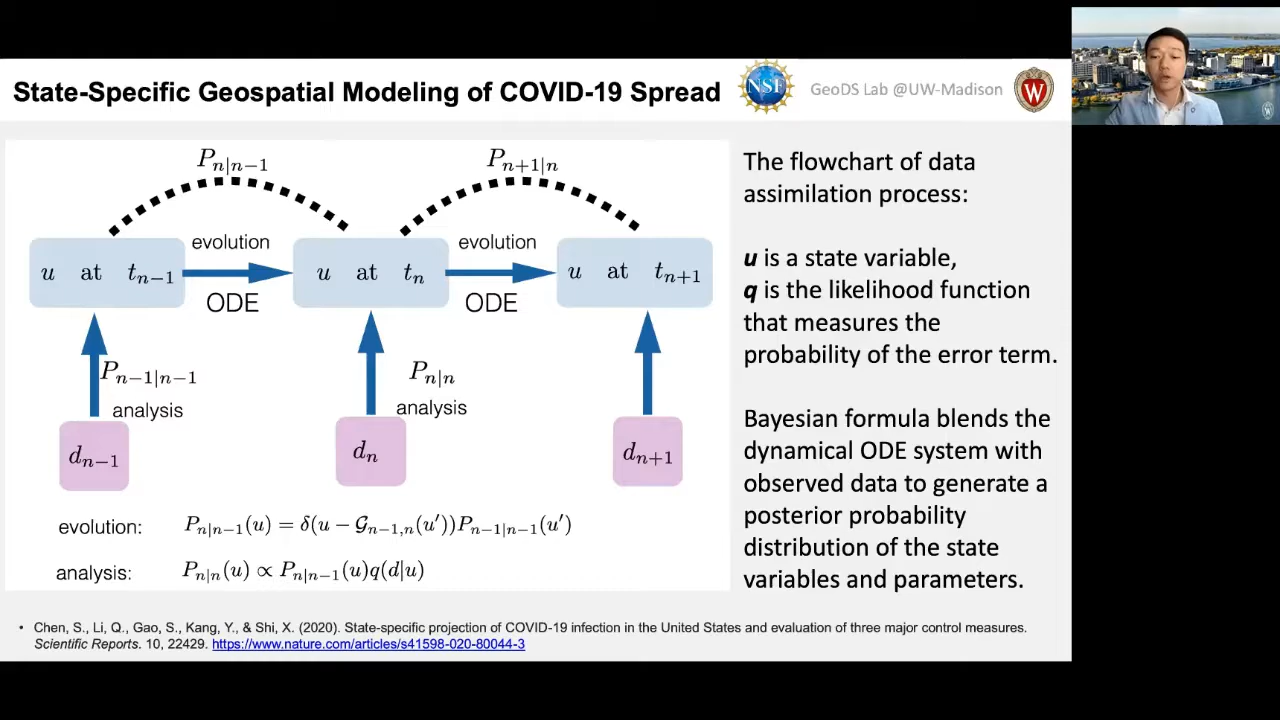 State-Specific Geospatial Modeling of COVID-19 Spread
NSF
GeoDS Lab @UW-Madison
W
P_{n|n-1}
P_{n+1|n}
u at t_{n-1}
evolution
ODE
u at t_n
evolution
ODE
u at t_{n+1}
P_{n-1|n-1}
analysis
P_{n|n}
analysis
d_{n-1}
d_n
d_{n+1}
evolution: P_{n|n-1}(u) = δ(u − 𝒢_{n-1,n}(u′))P_{n-1|n-1}(u′)
analysis: P_{n|n}(u) ∝ P_{n|n-1}(u)q(d|u)
The flowchart of data
assimilation process:
u is a state variable,
q is the likelihood function
that measures the
probability of the error term.
Bayesian formula blends the
dynamical ODE system with
observed data to generate a
posterior probability
distribution of the state
variables and parameters.
• Chen, S., Li, Q., Gao, S., Kang, Y., & Shi, X. (2020). State-specific projection of COVID-19 infection in the United States and evaluation of three major control measures.
Scientific Reports. 10, 22429. https://www.nature.com/articles/s41598-020-80044-3